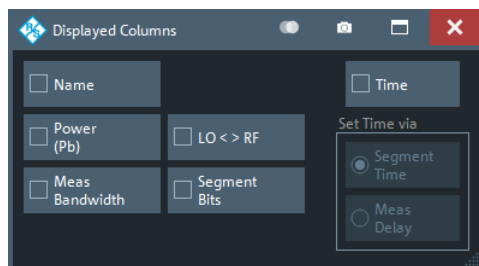 Displayed Columns
Name
Time
Power
(Pb)
LO < > RF
Set Time via
Segment
Time
Meas
Bandwidth
Segment
Bits
Meas
Delay